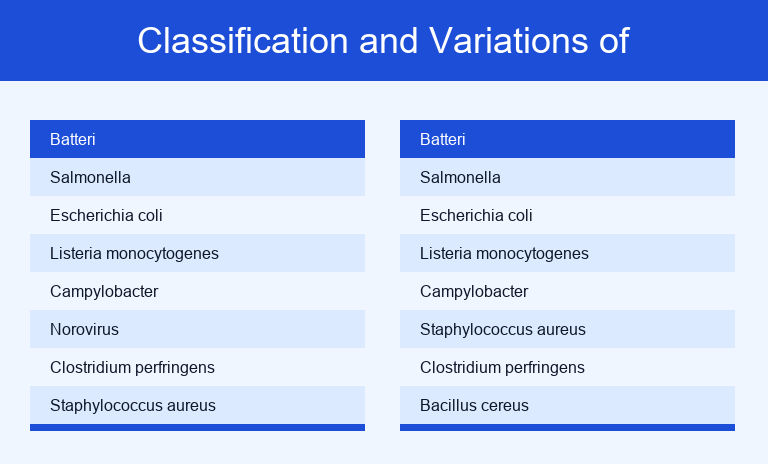 Classification and Variations of
Batteri
Salmonella
Escherichia coli
Listeria monocytogenes
Campylobacter
Norovirus
Clostridium perfringens
Staphylococcus aureus
Batteri
Salmonella
Escherichia coli
Listeria monocytogenes
Campylobacter
Staphylococcus aureus
Clostridium perfringens
Bacillus cereus